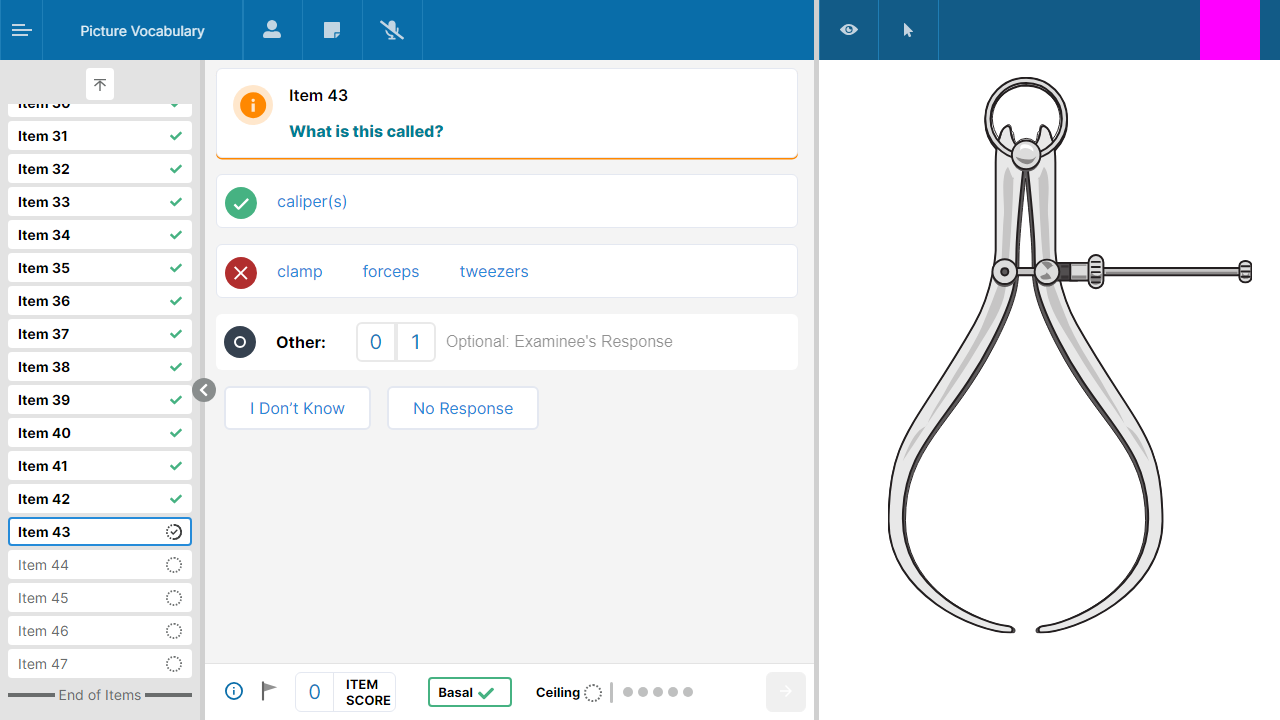 Picture Vocabulary
Item 30
Item 31
Item 32
Item 33
Item 34
Item 35
Item 36
Item 37
Item 38
Item 39
Item 40
Item 41
Item 42
Item 43
Item 44
Item 45
Item 46
Item 47
End of Items
Item 43
What is this called?
caliper(s)
clamp forceps tweezers
Other: 0 1 Optional: Examinee's Response
I Don’t Know No Response
0 ITEM SCORE Basal Ceiling